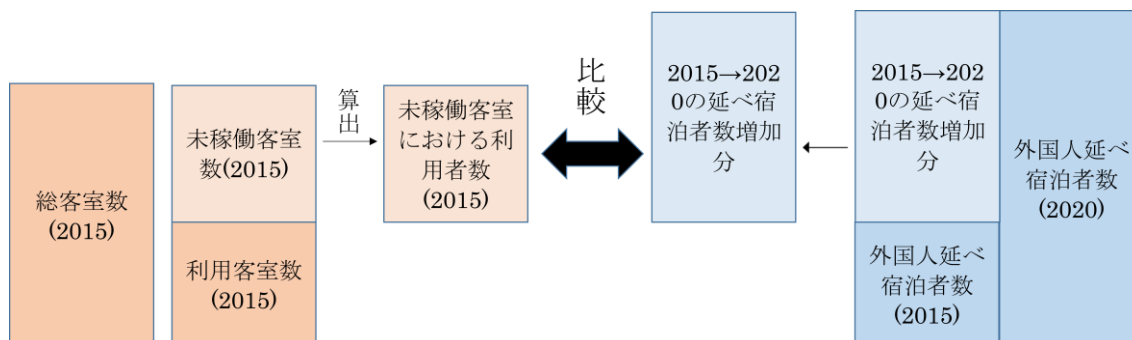 総客室数
(2015)
未稼働客室
数(2015)
利用客室数
(2015)
算出
未稼働客室
における利
用者数
(2015)
比較
2015→202
0の延べ宿
泊者数増加
分
2015→202
0の延べ宿
泊者数増加
分
外国人延べ
宿泊者数
(2015)
外国人延べ
宿泊者数
(2020)